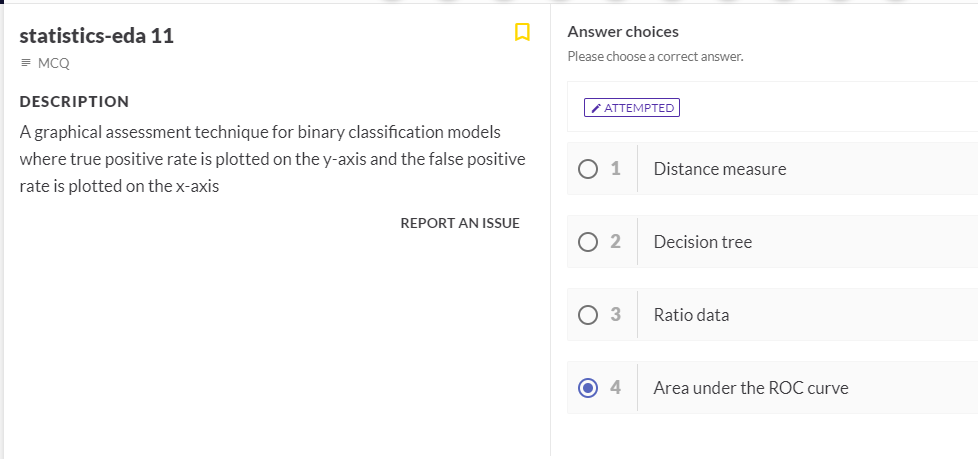 statistics-eda 11
MCQ
DESCRIPTION
A graphical assessment technique for binary classification models
where true positive rate is plotted on the y-axis and the false positive
rate is plotted on the x-axis
REPORT AN ISSUE
Answer choices
Please choose a correct answer.
ATTEMPTED
1 Distance measure
2 Decision tree
3 Ratio data
4 Area under the ROC curve